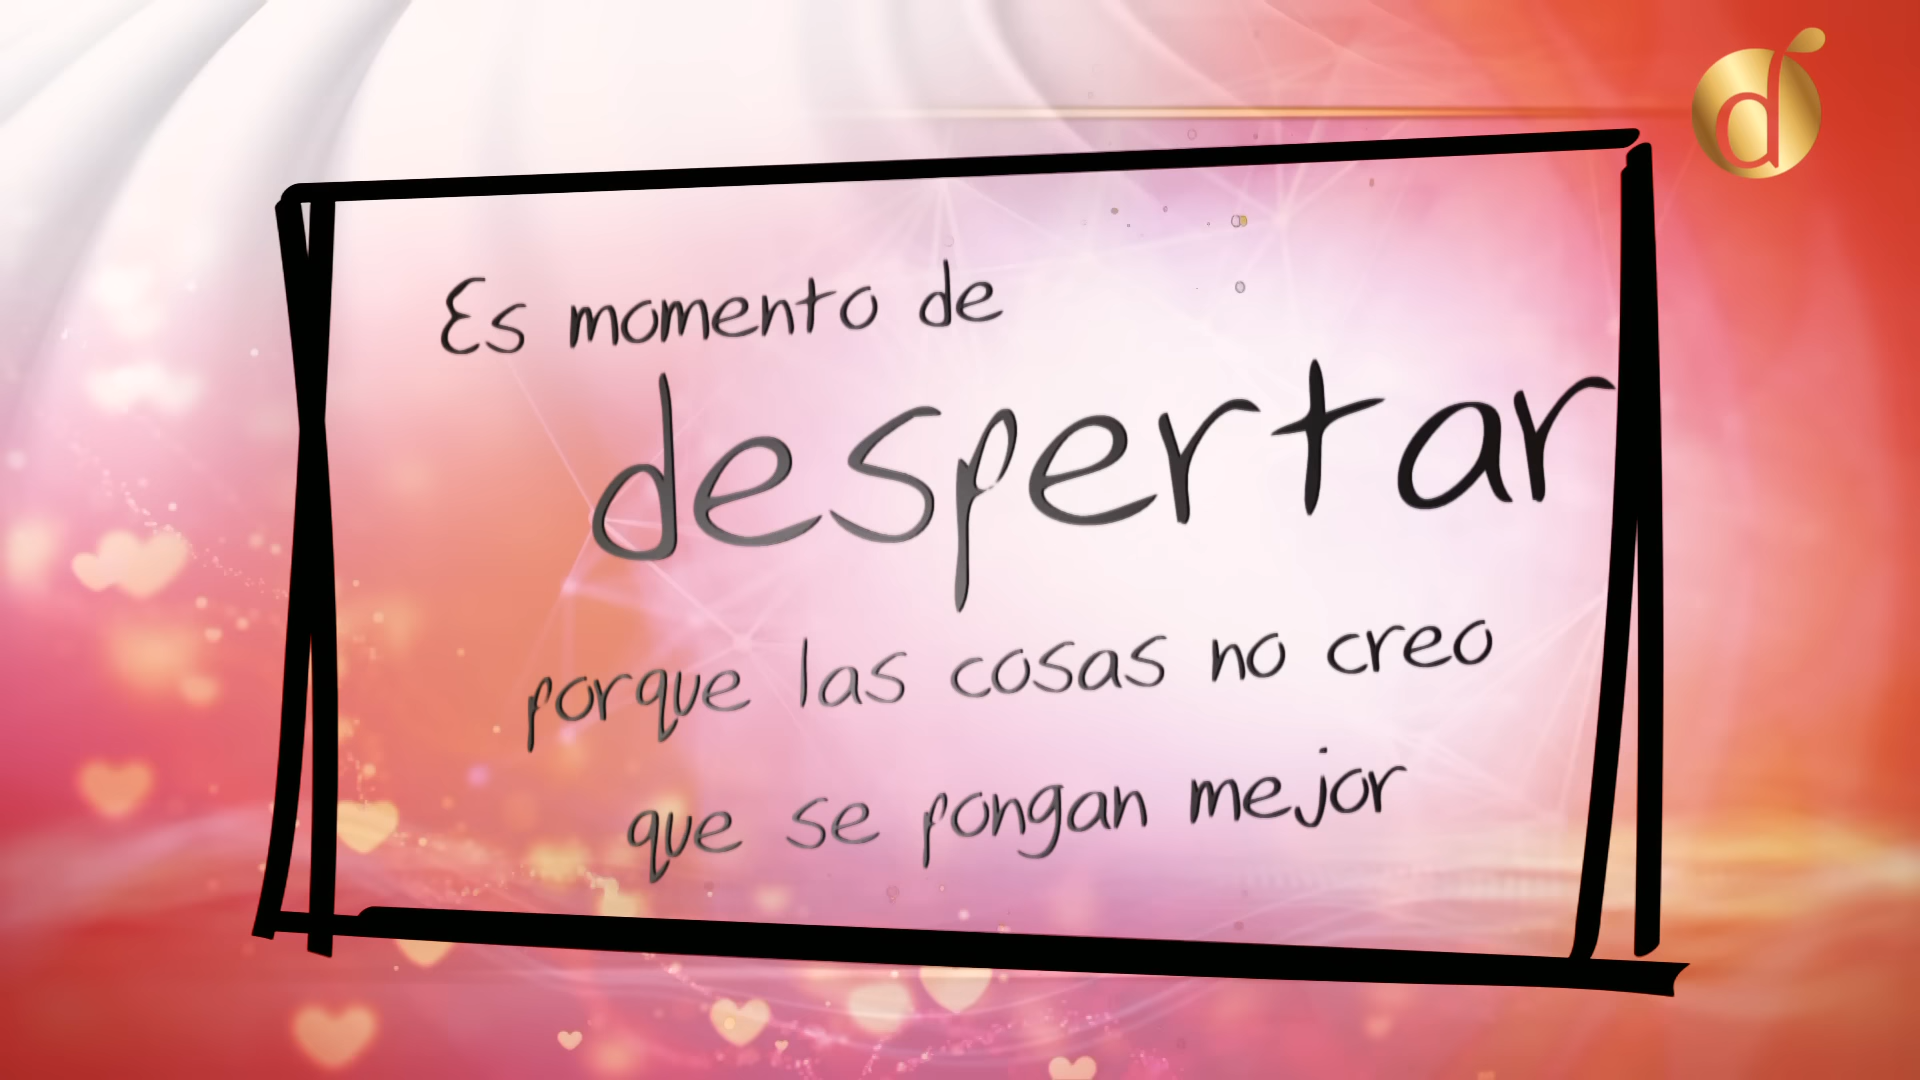 d
Es momento de
despertar
porque las cosas no creo
que se pongan mejor